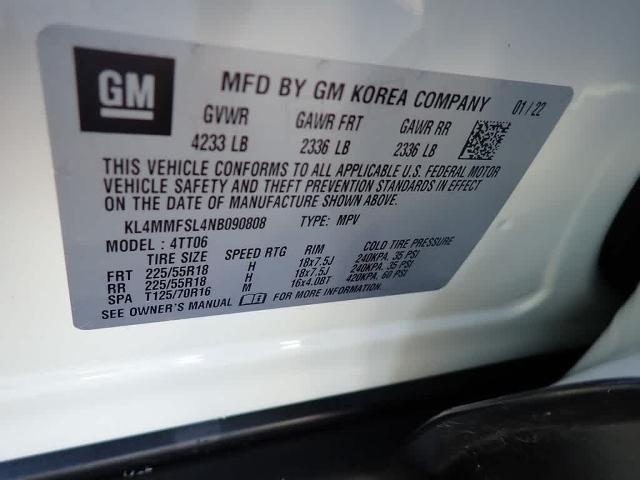 GM
MFD BY GM KOREA COMPANY 01/22
GVWR GAWR FRT GAWR RR
4233 LB 2336 LB 2336 LB
THIS VEHICLE CONFORMS TO ALL APPLICABLE U.S. FEDERAL MOTOR
VEHICLE SAFETY AND THEFT PREVENTION STANDARDS IN EFFECT
ON THE DATE OF MANUFACTURE SHOWN ABOVE.
KL4MMFSL4NB090808 TYPE: MPV
MODEL: 4TT06
TIRE SIZE SPEED RTG RIM COLD TIRE PRESSURE
FRT 225/55R18 H 18x7.5J 240KPA, 35 PSI
RR 225/55R18 H 18x7.5J 240KPA, 35 PSI
SPA T125/70R16 M 16x4.0BT 420KPA, 60 PSI
SEE OWNER'S MANUAL FOR MORE INFORMATION.